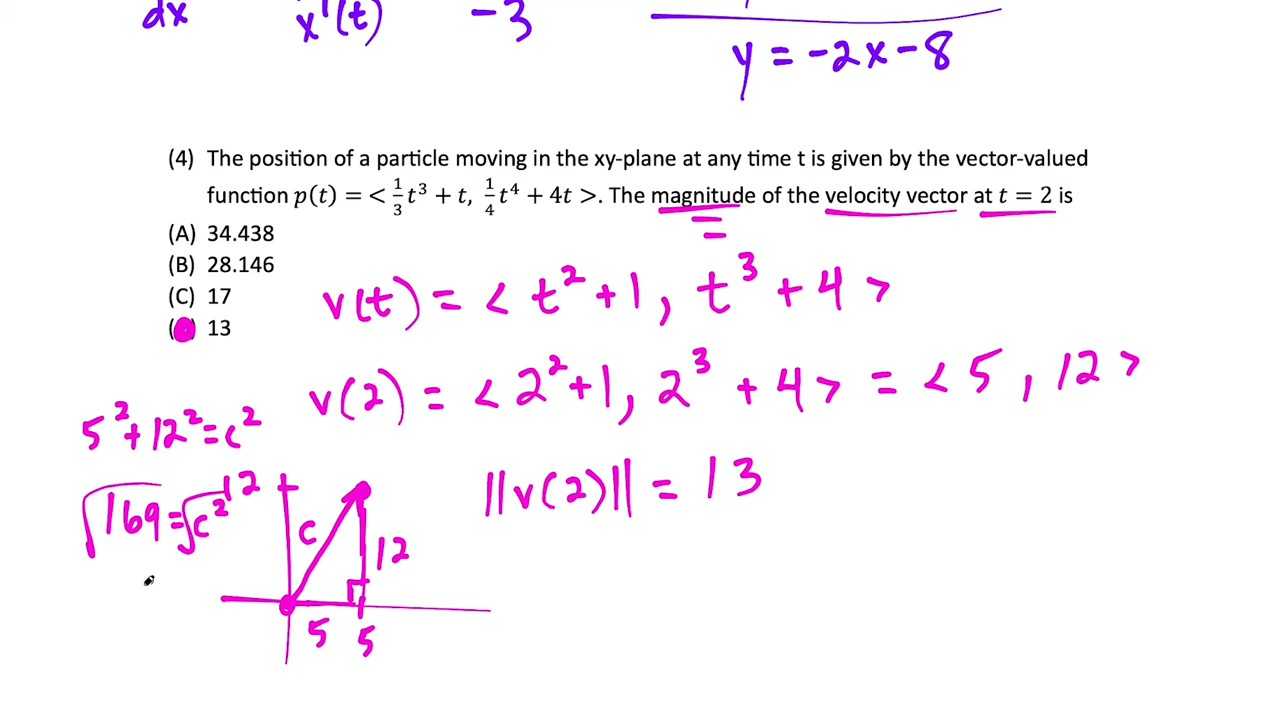 dx x'(t) -3
y = -2x - 8
(4) The position of a particle moving in the xy-plane at any time t is given by the vector-valued
function p(t) = < 1/3 t³ + t, 1/4 t⁴ + 4t >. The magnitude of the velocity vector at t = 2 is
(A) 34.438
(B) 28.146
(C) 17
13
v(t) = < t² + 1, t³ + 4 >
v(2) = < 2² + 1, 2³ + 4 > = < 5, 12 >
5² + 12² = c²
||v(2)|| = 13
√169 = √c²
12
c
12
5
5